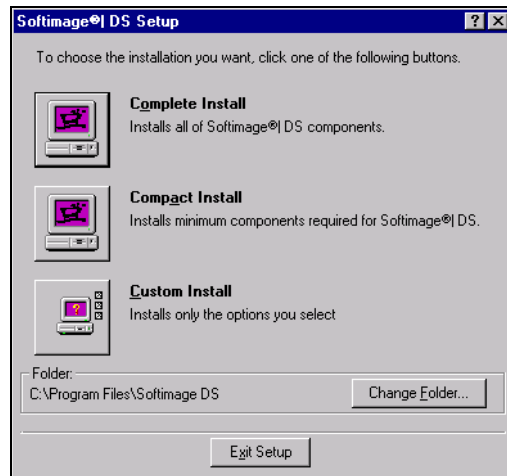 Softimage®| DS Setup
To choose the installation you want, click one of the following buttons.
Complete Install
Installs all of Softimage®| DS components.
Compact Install
Installs minimum components required for Softimage®| DS.
?
Custom Install
Installs only the options you select
Folder:
C:\Program Files\Softimage DS
Change Folder...
Exit Setup